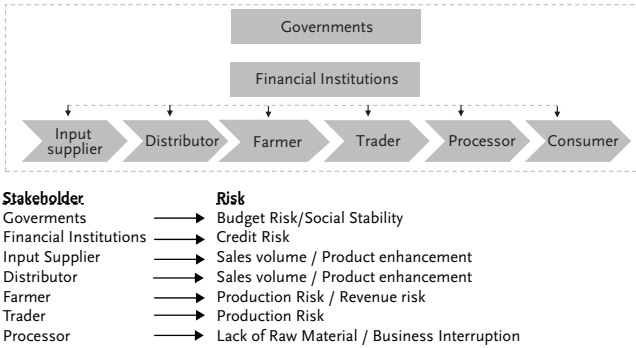 Governments
Financial Institutions
Input supplier
Distributor
Farmer
Trader
Processor
Consumer
Stakeholder Risk
Goverments Budget Risk/Social Stability
Financial Institutions Credit Risk
Input Supplier Sales volume / Product enhancement
Distributor Sales volume / Product enhancement
Farmer Production Risk / Revenue risk
Trader Production Risk
Processor Lack of Raw Material / Business Interruption